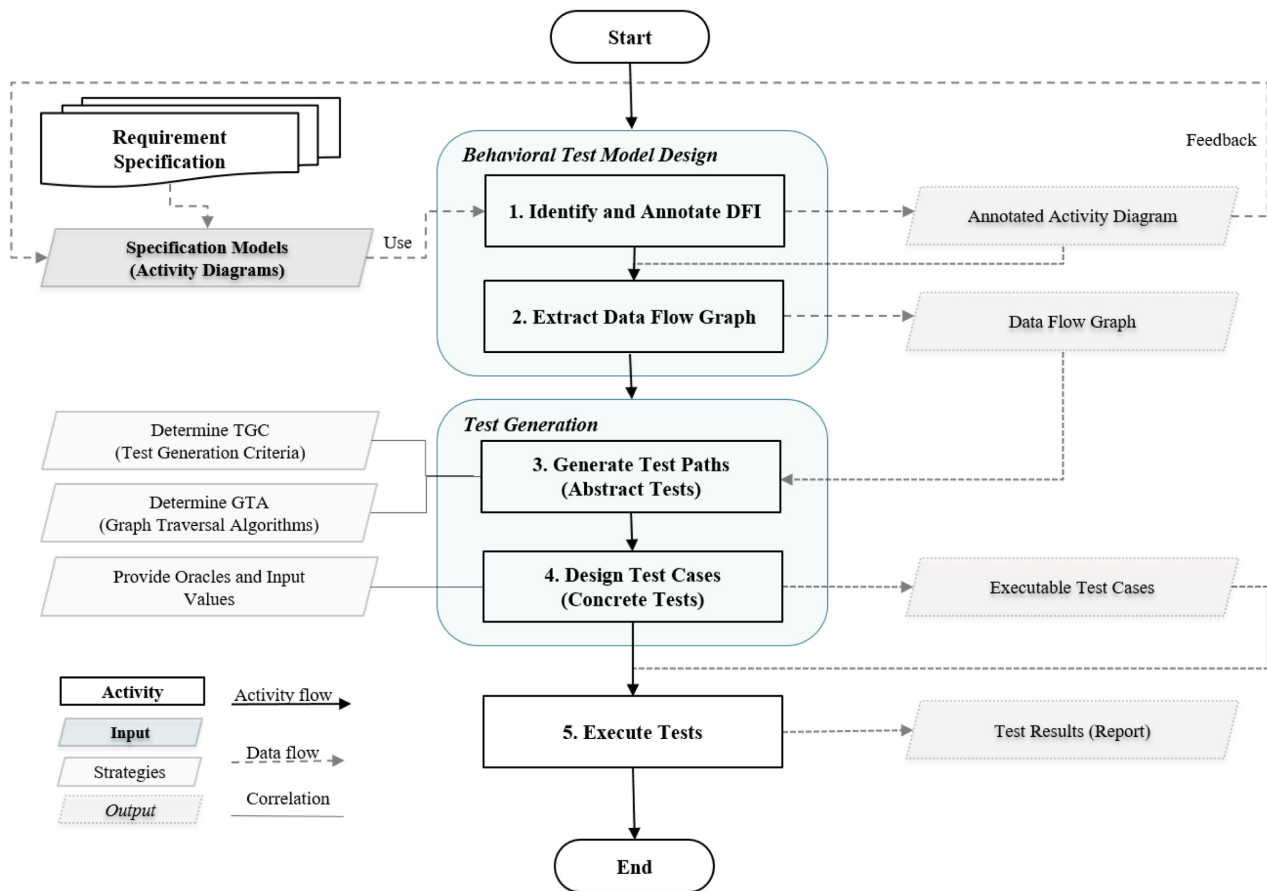 Start
Requirement
Specification
Behavioral Test Model Design
Feedback
1. Identify and Annotate DFI
Annotated Activity Diagram
Specification Models
(Activity Diagrams)
Use
2. Extract Data Flow Graph
Data Flow Graph
Determine TGC
(Test Generation Criteria)
Test Generation
3. Generate Test Paths
(Abstract Tests)
Determine GTA
(Graph Traversal Algorithms)
Provide Oracles and Input
Values
4. Design Test Cases
(Concrete Tests)
Executable Test Cases
Activity
Activity flow
Input
Data flow
Strategies
Output
Correlation
5. Execute Tests
Test Results (Report)
End